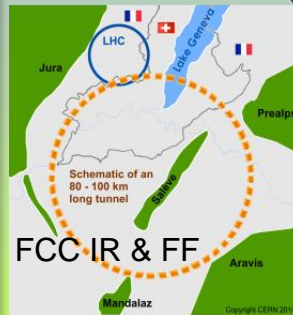 LHC
Jura
Lake Geneva
Prealps
Schematic of an
80 - 100 km
long tunnel
Salève
FCC IR & FF
Aravis
Mandalaz
Copyright CERN 2014